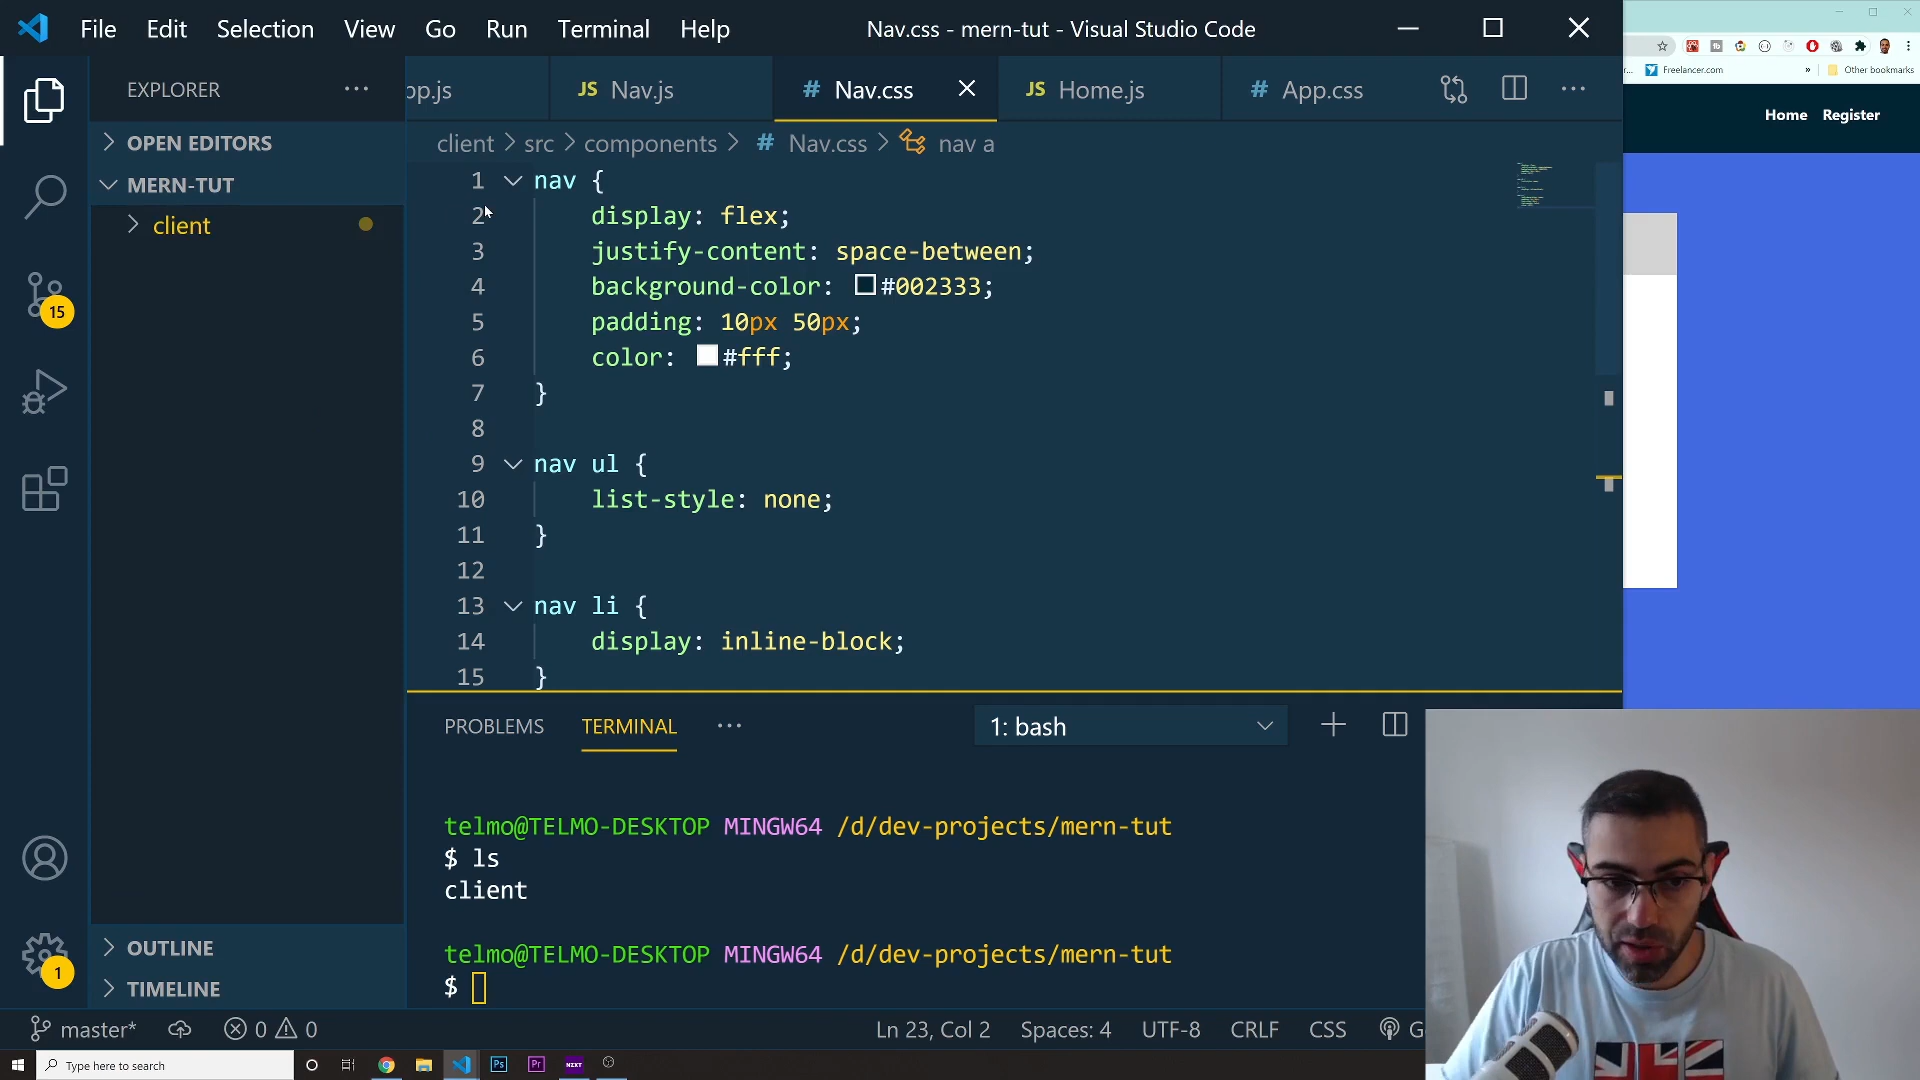 File Edit Selection View Go Run Terminal Help
Nav.css - mern-tut - Visual Studio Code
EXPLORER
pp.js
JS Nav.js
# Nav.css
JS Home.js
# App.css
Freelancer.com » Other bookmarks
Home Register
OPEN EDITORS
MERN-TUT
client
client > src > components > # Nav.css > nav a
1 nav {
2 display: flex;
3 justify-content: space-between;
4 background-color: #002333;
5 padding: 10px 50px;
6 color: #fff;
7 }
8
9 nav ul {
10 list-style: none;
11 }
12
13 nav li {
14 display: inline-block;
15 }
15
PROBLEMS TERMINAL
1: bash
telmo@TELMO-DESKTOP MINGW64 /d/dev-projects/mern-tut
$ ls
client
telmo@TELMO-DESKTOP MINGW64 /d/dev-projects/mern-tut
$
1
OUTLINE
TIMELINE
master* 0 0
Ln 23, Col 2 Spaces: 4 UTF-8 CRLF CSS G
Type here to search
Ps
Pr
NZXT